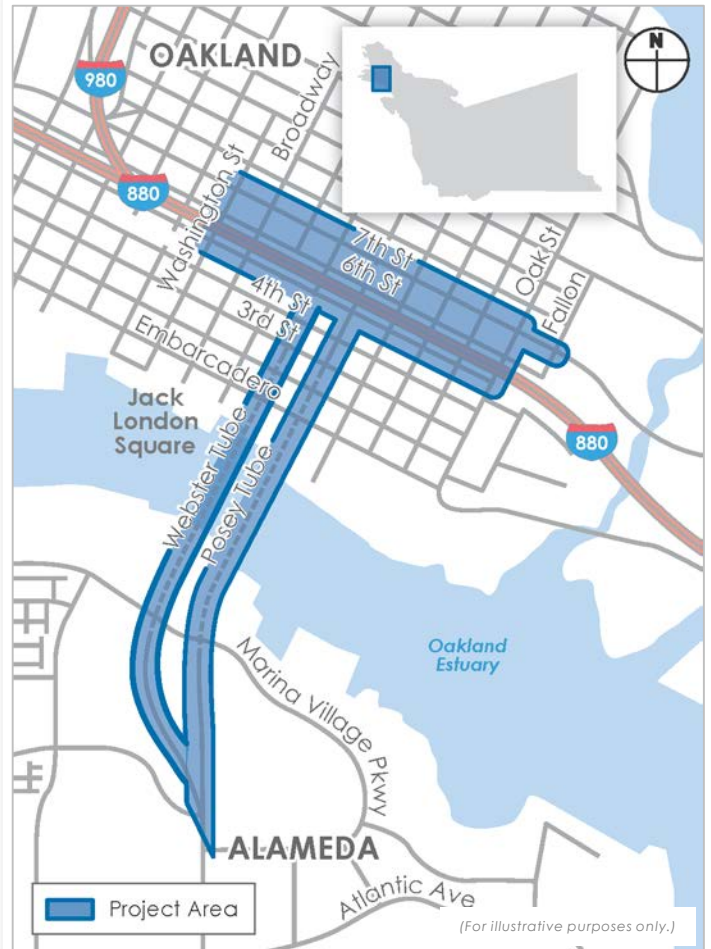 OAKLAND
N
980
Broadway
880
Washington St
7th St
6th St
Oak St
Fallon
4th St
3rd St
Embarcadero
Jack
London
Square
880
Webster Tube
Posey Tube
Oakland
Estuary
Marina Village Pkwy
ALAMEDA
Atlantic Ave
Project Area
(For illustrative purposes only.)